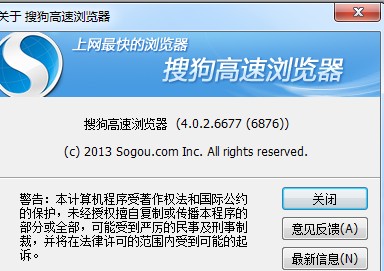 关于 搜狗高速浏览器
上网最快的浏览器
搜狗高速浏览器
搜狗高速浏览器 (4.0.2.6677 (6876))
(c) 2013 Sogou.com Inc. All rights reserved.
警告: 本计算机程序受著作权法和国际公约
的保护, 未经授权擅自复制或传播本程序的
部分或全部, 可能受到严厉的民事及刑事制
裁, 并将在法律许可的范围内受到可能的起
诉。
关闭
意见反馈(A)
最新信息(N)